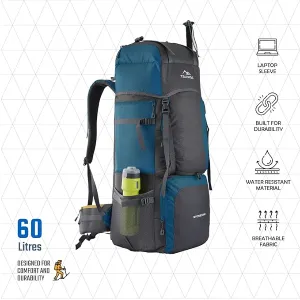 LAPTOP
SLEEVE
BUILT FOR
DURABILITY
WATER RESISTANT
MATERIAL
BREATHABLE
FABRIC
60
Litres
DESIGNED FOR
COMFORT AND
DURABILITY